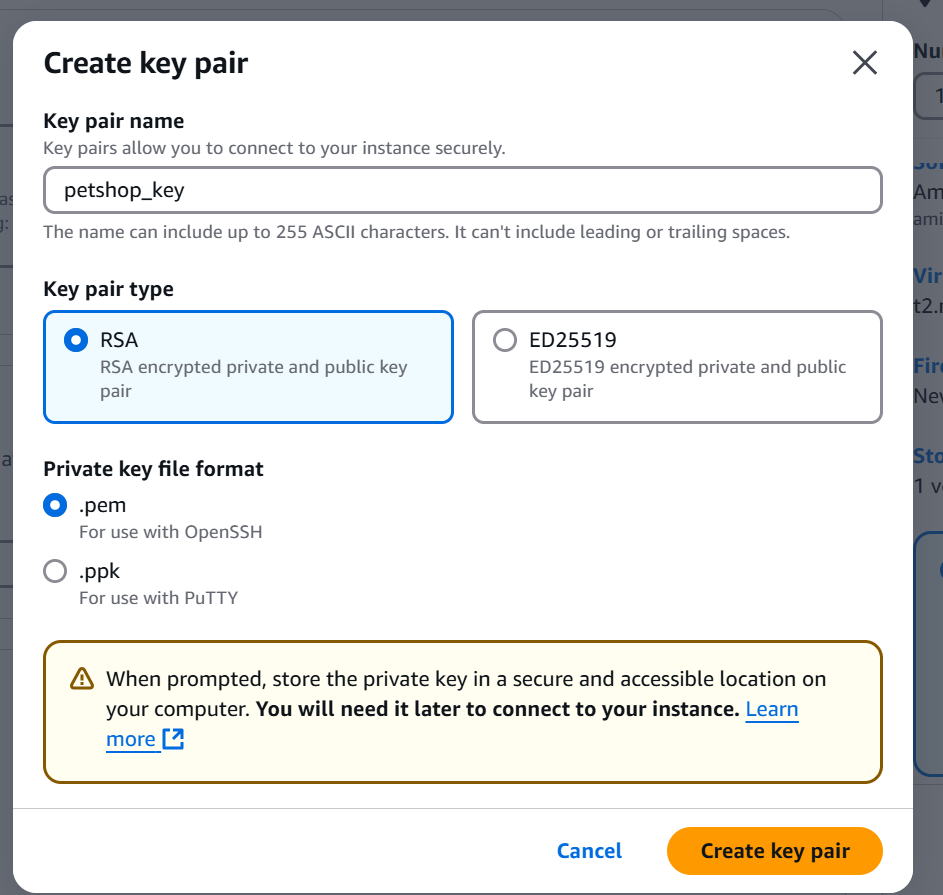 Create key pair
Key pair name
Key pairs allow you to connect to your instance securely.
petshop_key
The name can include up to 255 ASCII characters. It can't include leading or trailing spaces.
Key pair type
RSA
RSA encrypted private and public key
pair
ED25519
ED25519 encrypted private and public
key pair
Private key file format
.pem
For use with OpenSSH
.ppk
For use with PuTTY
When prompted, store the private key in a secure and accessible location on
your computer. You will need it later to connect to your instance. Learn
more
Cancel
Create key pair